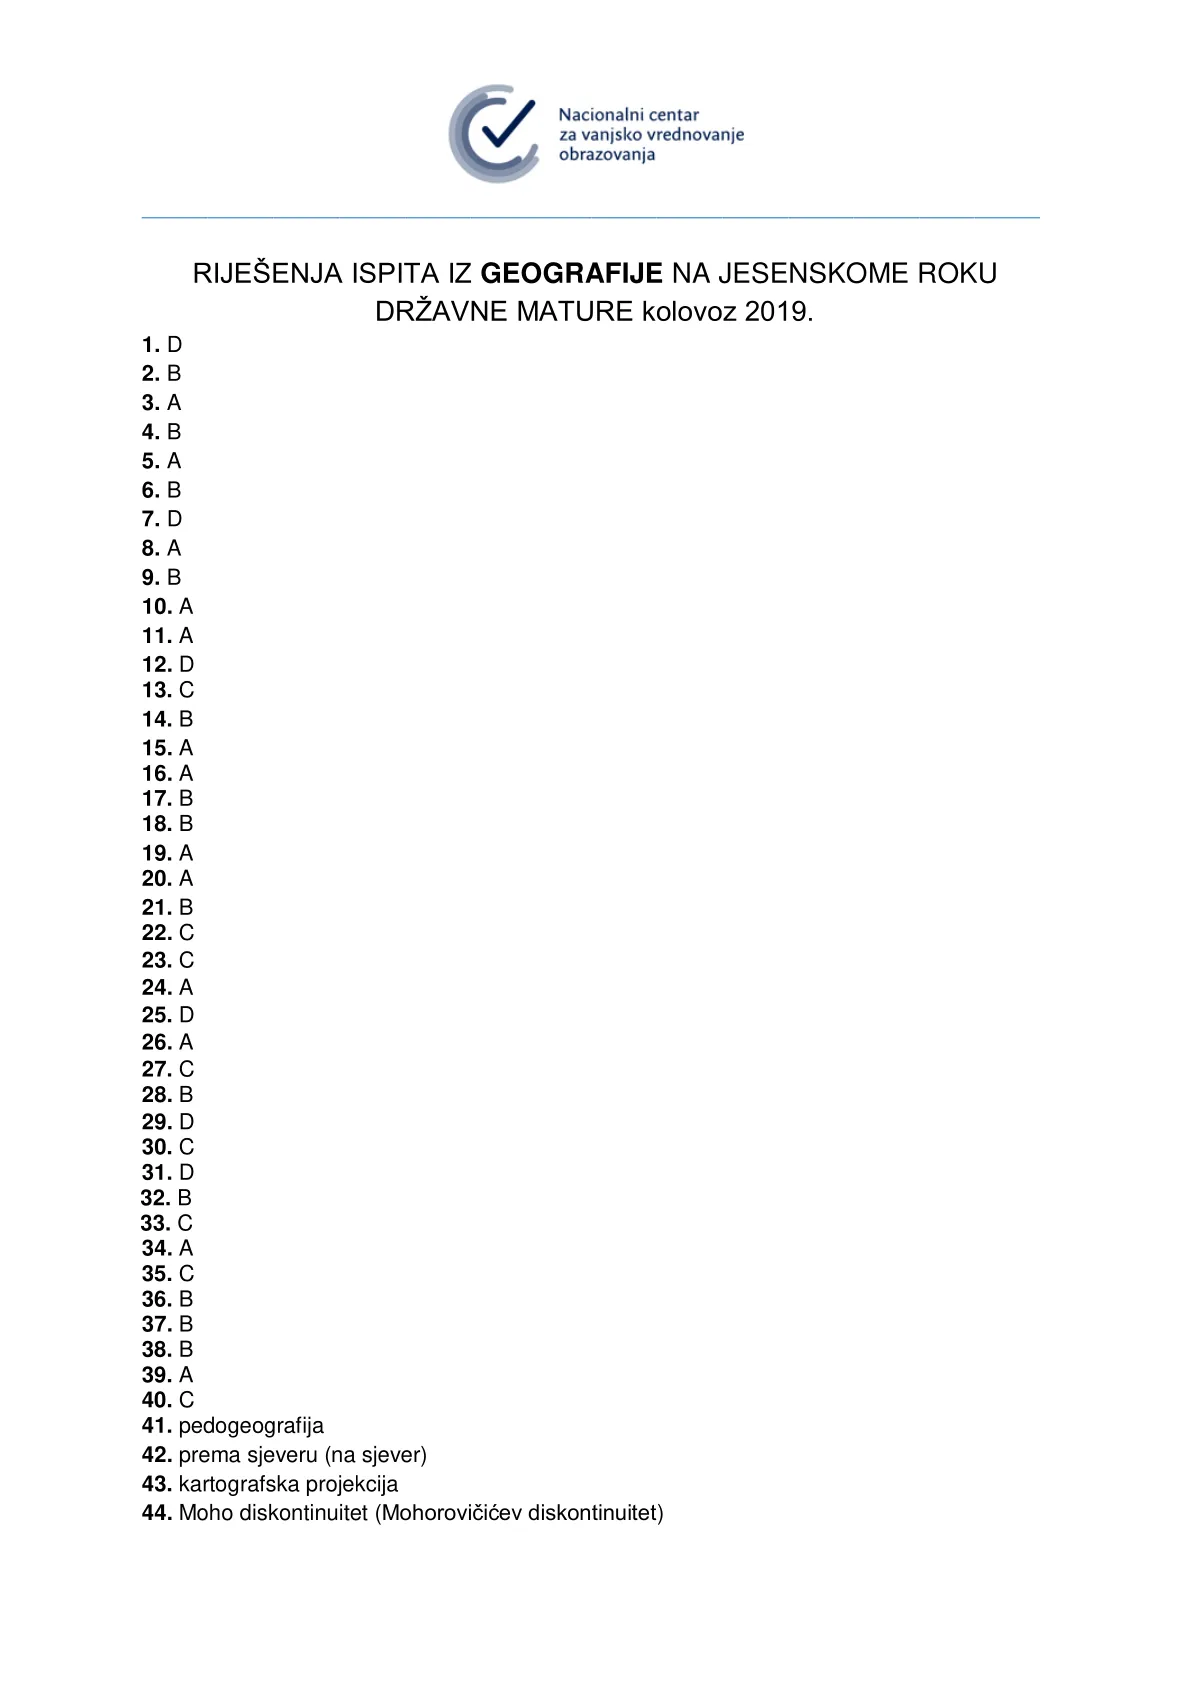 Nacionalni centar
za vanjsko vrednovanje
obrazovanja
RIJEŠENJA ISPITA IZ GEOGRAFIJE NA JESENSKOME ROKU
DRŽAVNE MATURE kolovoz 2019.
1. D
2. B
3. A
4. B
5. A
6. B
7. D
8. A
9. B
10. A
11. A
12. D
13. C
14. B
15. A
16. A
17. B
18. B
19. A
20. A
21. B
22. C
23. C
24. A
25. D
26. A
27. C
28. B
29. D
30. C
31. D
32. B
33. C
34. A
35. C
36. B
37. B
38. B
39. A
40. C
41. pedogeografija
42. prema sjeveru (na sjever)
43. kartografska projekcija
44. Moho diskontinuitet (Mohorovičićev diskontinuitet)